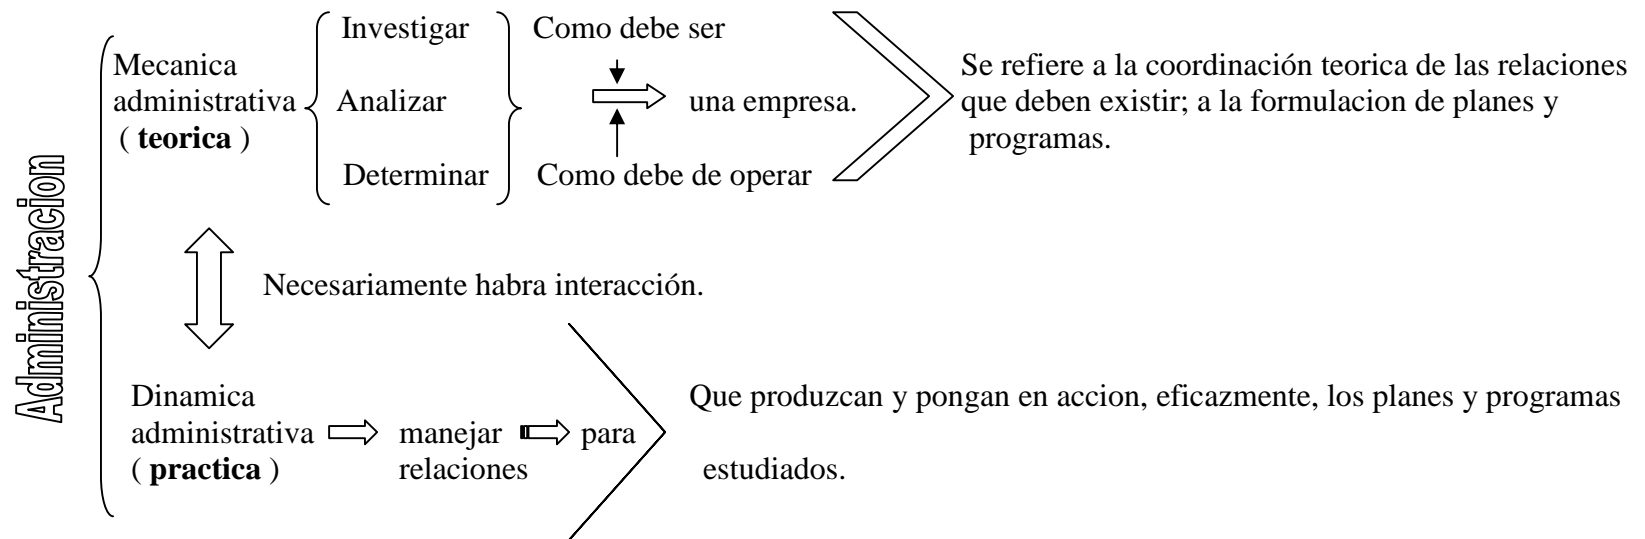 Administracion
Mecanica
administrativa
( teorica )
Investigar
Analizar
Determinar
Como debe ser
una empresa.
Como debe de operar
Se refiere a la coordinación teorica de las relaciones
que deben existir; a la formulacion de planes y
programas.
Necesariamente habra interacción.
Dinamica
administrativa
( practica )
manejar
relaciones
para
Que produzcan y pongan en accion, eficazmente, los planes y programas
estudiados.